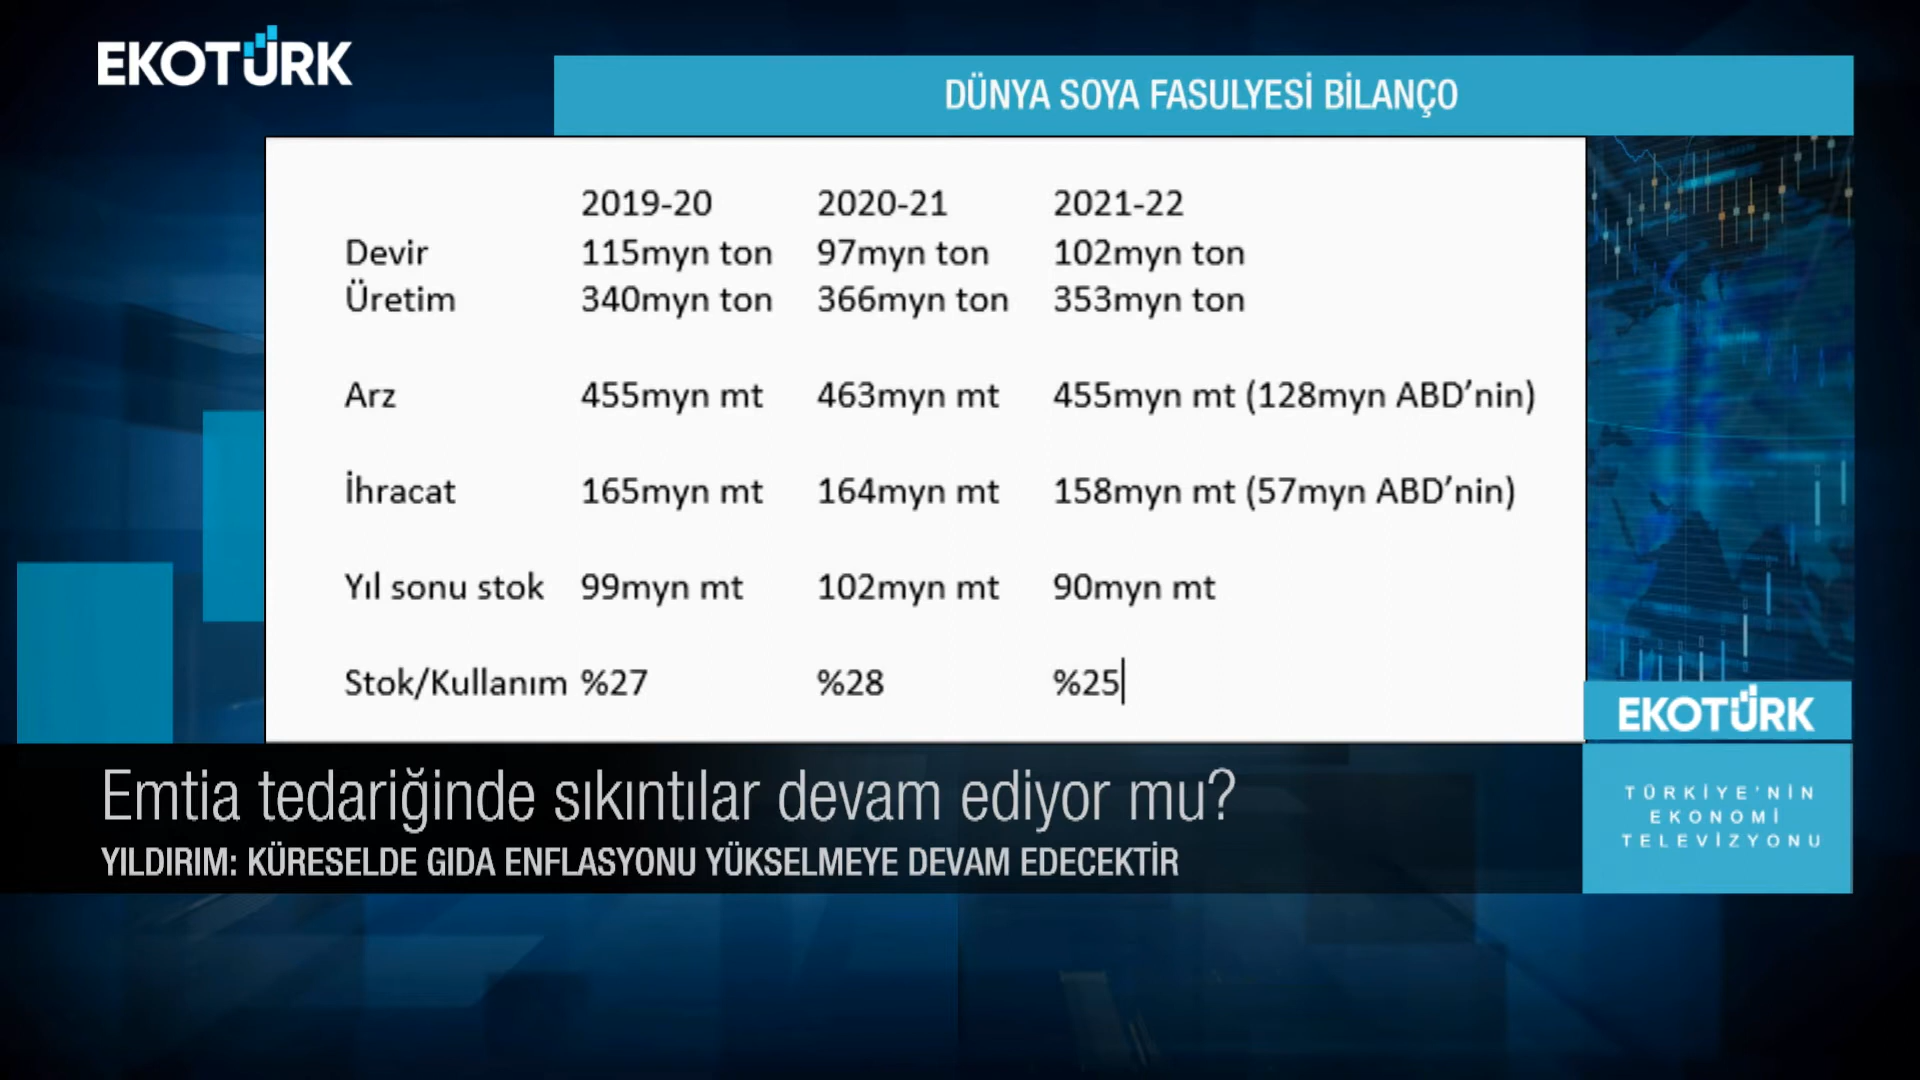 EKOTÜRK
DÜNYA SOYA FASULYESİ BİLANÇO
2019-20 2020-21 2021-22
Devir 115myn ton 97myn ton 102myn ton
Üretim 340myn ton 366myn ton 353myn ton
Arz 455myn mt 463myn mt 455myn mt (128myn ABD’nin)
İhracat 165myn mt 164myn mt 158myn mt (57myn ABD’nin)
Yıl sonu stok 99myn mt 102myn mt 90myn mt
Stok/Kullanım %27 %28 %25
EKOTÜRK
Emtia tedariğinde sıkıntılar devam ediyor mu?
YILDIRIM: KÜRESELDE GIDA ENFLASYONU YÜKSELMEYE DEVAM EDECEKTİR
TÜRKİYE'NİN
EKONOMİ
TELEVİZYONU